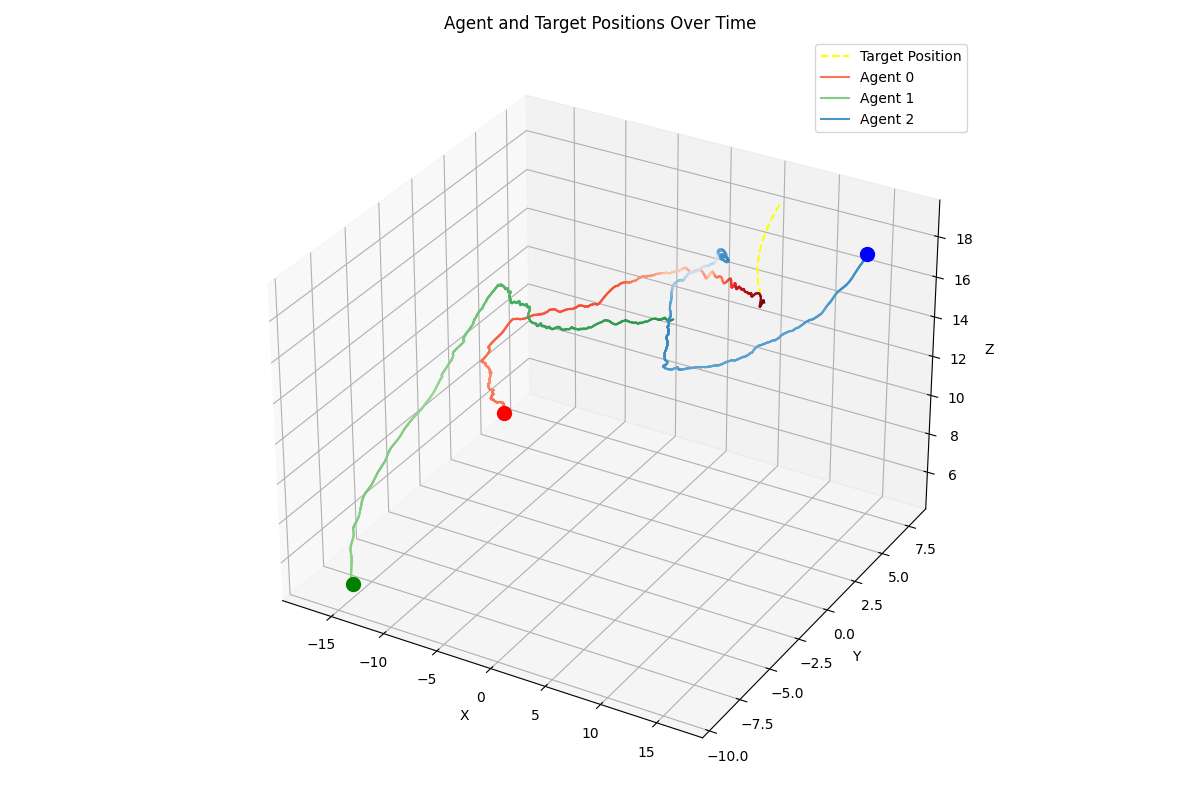 Agent and Target Positions Over Time
Target Position
Agent 0
Agent 1
Agent 2
18
16
14
12
10
8
6
Z
7.5
5.0
2.5
0.0
−2.5
−5.0
−7.5
−10.0
Y
−15
−10
−5
0
5
10
15
X